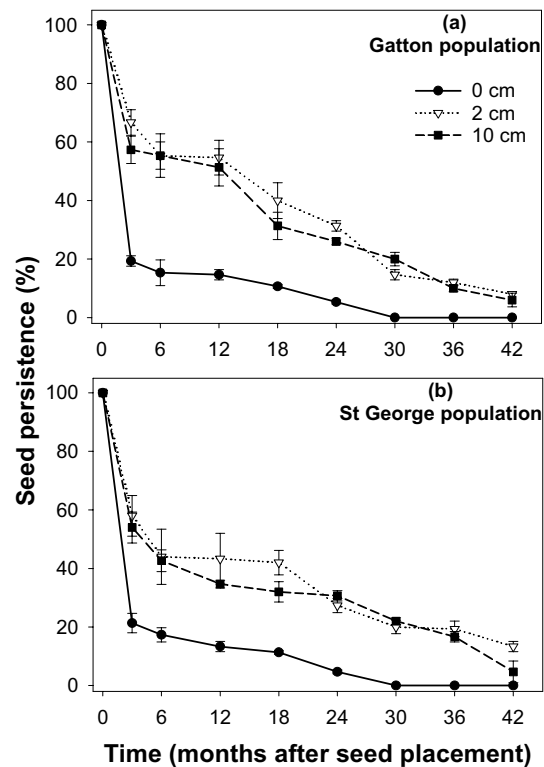 (a)
Gatton population
0 cm
2 cm
10 cm
100
80
60
40
20
0
0 6 12 18 24 30 36 42
Seed persistence (%)
(b)
St George population
100
80
60
40
20
0
0 6 12 18 24 30 36 42
Time (months after seed placement)